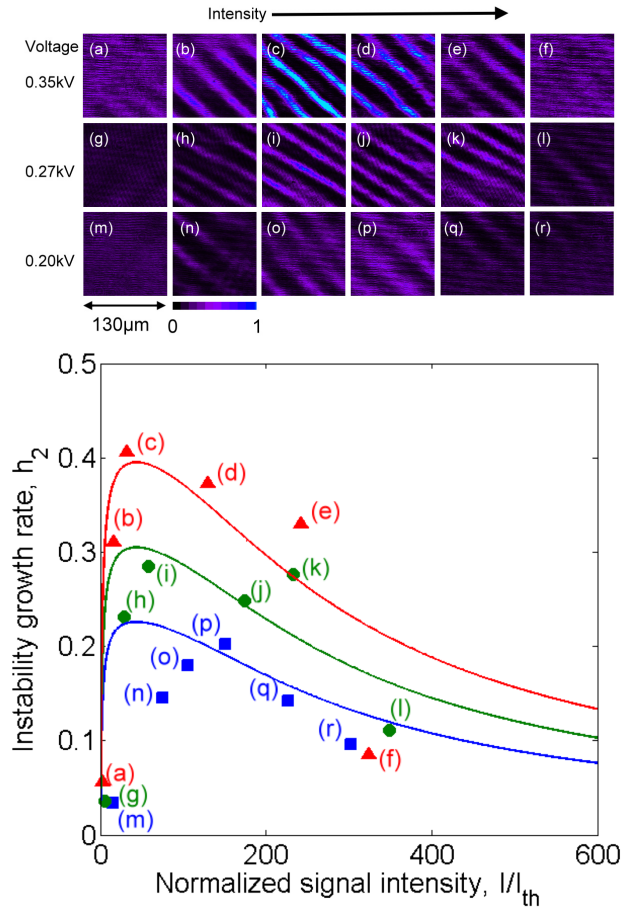 Intensity
Voltage
(a) (b) (c) (d) (e) (f)
0.35kV
(g) (h) (i) (j) (k) (l)
0.27kV
(m) (n) (o) (p) (q) (r)
0.20kV
130µm
0 1
0.5
0.4
0.3
0.2
0.1
0
Instability growth rate, h2
(c)
(d)
(e)
(b)
(i)
(k)
(h)
(j)
(p)
(o)
(n)
(q)
(l)
(r)
(f)
(a)
(g)
(m)
0 200 400 600
Normalized signal intensity, I/Ith